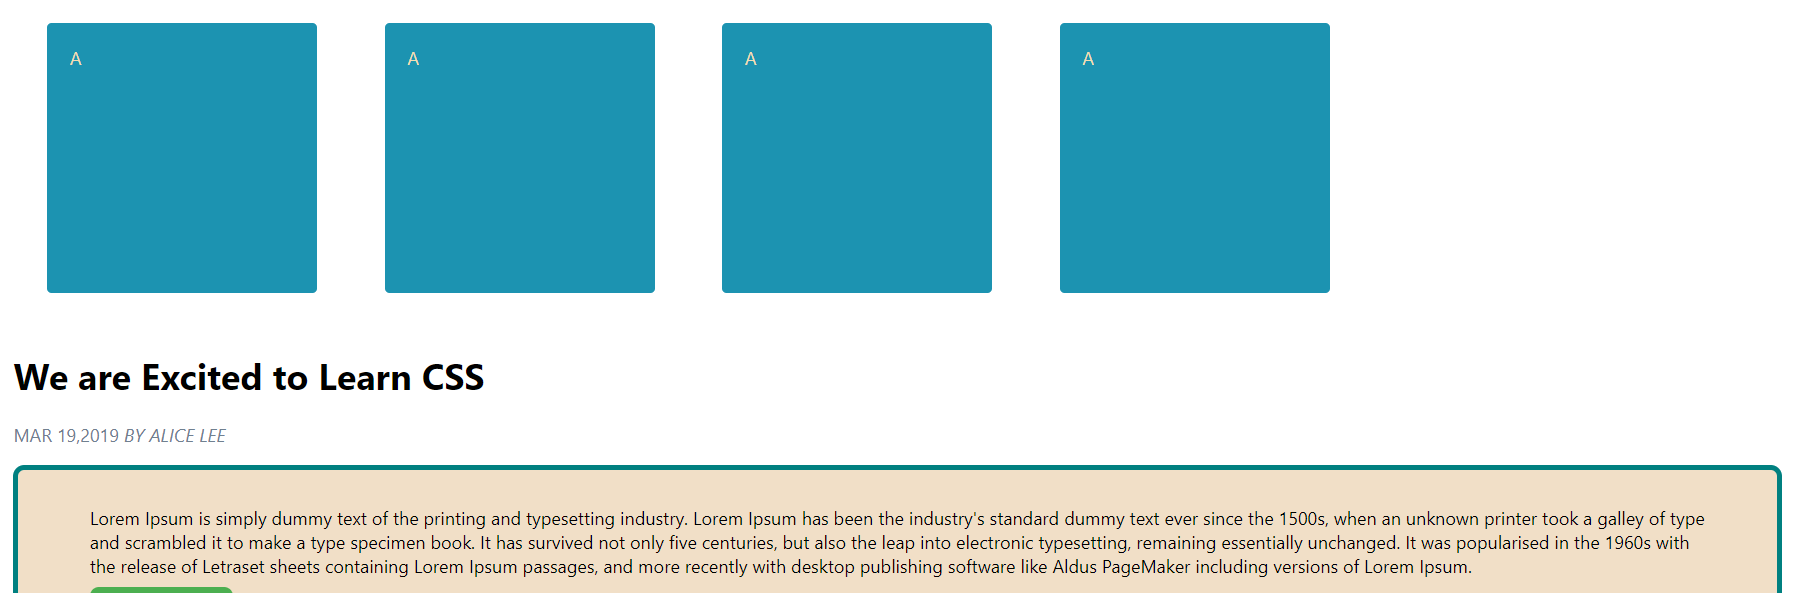 A A A A
We are Excited to Learn CSS
MAR 19,2019 BY ALICE LEE
Lorem Ipsum is simply dummy text of the printing and typesetting industry. Lorem Ipsum has been the industry's standard dummy text ever since the 1500s, when an unknown printer took a galley of type
and scrambled it to make a type specimen book. It has survived not only five centuries, but also the leap into electronic typesetting, remaining essentially unchanged. It was popularised in the 1960s with
the release of Letraset sheets containing Lorem Ipsum passages, and more recently with desktop publishing software like Aldus PageMaker including versions of Lorem Ipsum.